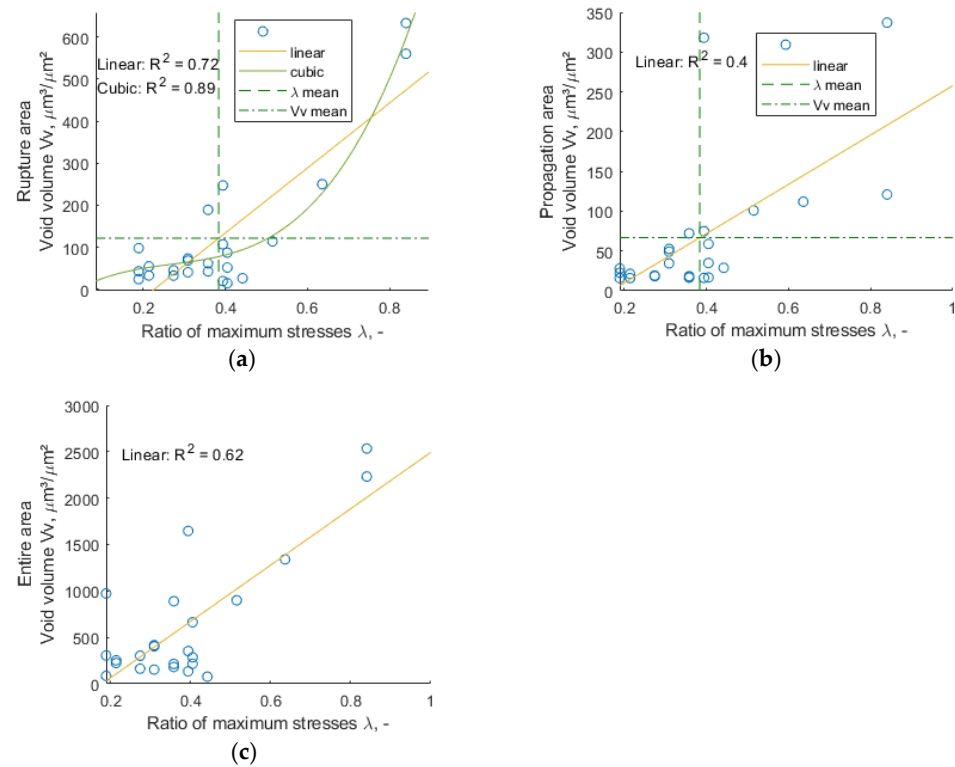 600
500
400
300
200
100
0
Rupture area
Void volume Vv, μm³/μm²
Linear: R² = 0.72
Cubic: R² = 0.89
linear
cubic
λ mean
Vv mean
0.2
0.4
0.6
0.8
Ratio of maximum stresses λ, -
(a)
350
300
250
200
150
100
50
0
Propagation area
Void volume Vv, μm³/μm²
Linear: R² = 0.4
linear
λ mean
Vv mean
0.2
0.4
0.6
0.8
1
Ratio of maximum stresses λ, -
(b)
3000
2500
2000
1500
1000
500
0
Entire area
Void volume Vv, μm³/μm²
Linear: R² = 0.62
0.2
0.4
0.6
0.8
1
Ratio of maximum stresses λ, -
(c)